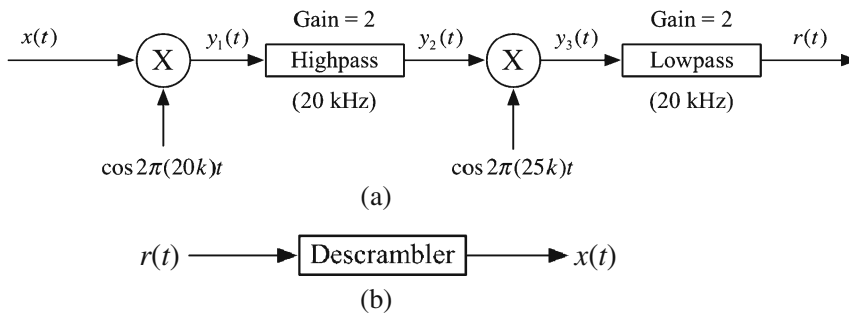 Gain = 2 Gain = 2
x(t) y₁(t) y₂(t) y₃(t) r(t)
X Highpass X Lowpass
(20 kHz) (20 kHz)
cos 2π(20k)t cos 2π(25k)t
(a)
r(t) Descrambler x(t)
(b)